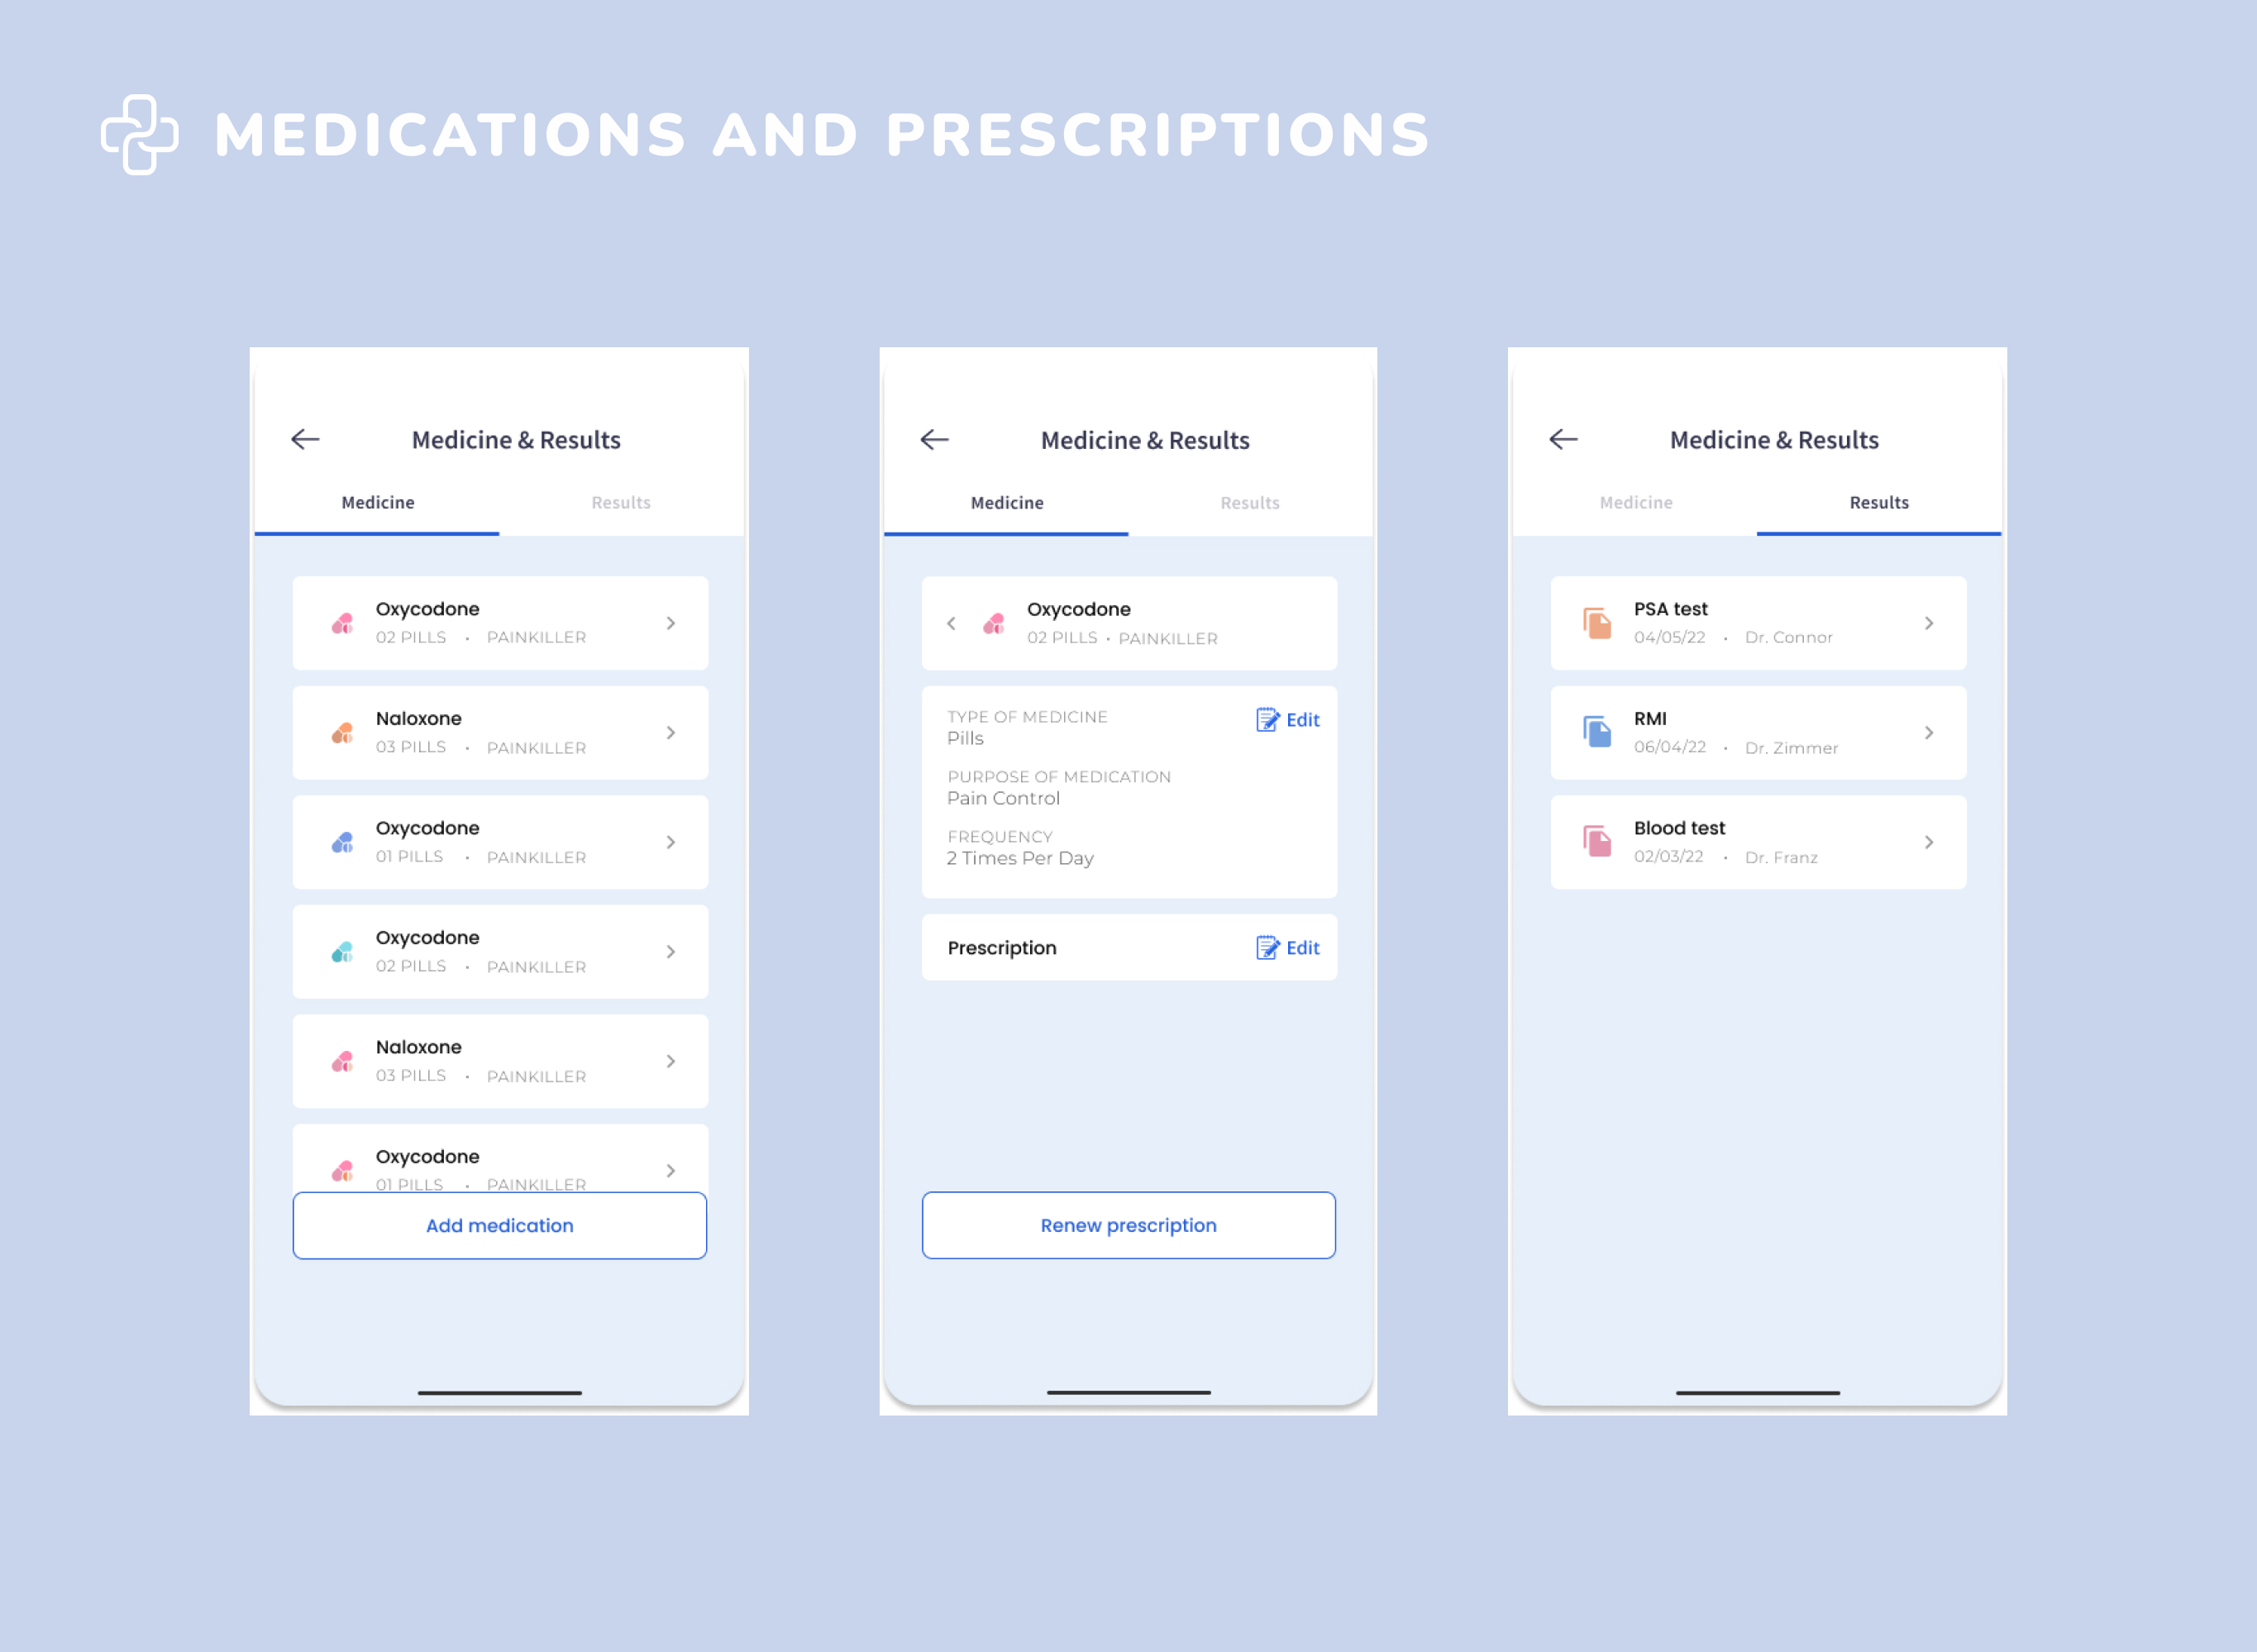 MEDICATIONS AND PRESCRIPTIONS
Medicine & Results
Medicine Results
Oxycodone
02 PILLS • PAINKILLER
Naloxone
03 PILLS • PAINKILLER
Oxycodone
01 PILLS • PAINKILLER
Oxycodone
02 PILLS • PAINKILLER
Naloxone
03 PILLS • PAINKILLER
Oxycodone
01 PILLS • PAINKILLER
Add medication
Medicine & Results
Medicine Results
Oxycodone
02 PILLS • PAINKILLER
TYPE OF MEDICINE Edit
Pills
PURPOSE OF MEDICATION
Pain Control
FREQUENCY
2 Times Per Day
Prescription Edit
Renew prescription
Medicine & Results
Medicine Results
PSA test
04/05/22 • Dr. Connor
RMI
06/04/22 • Dr. Zimmer
Blood test
02/03/22 • Dr. Franz